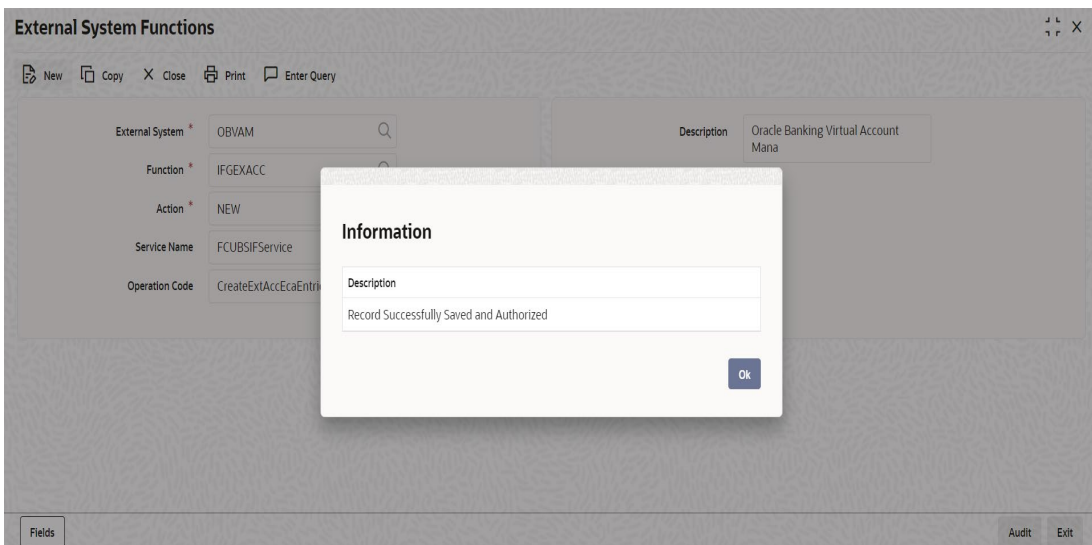 External System Functions
New Copy Close Print Enter Query
External System * OBVAM
Description Oracle Banking Virtual Account
Mana
Function * IFGEXACC
Action * NEW
Service Name FCUBSIFService
Operation Code CreateExtAccEcaEntri
Information
Description
Record Successfully Saved and Authorized
Ok
Fields Audit Exit